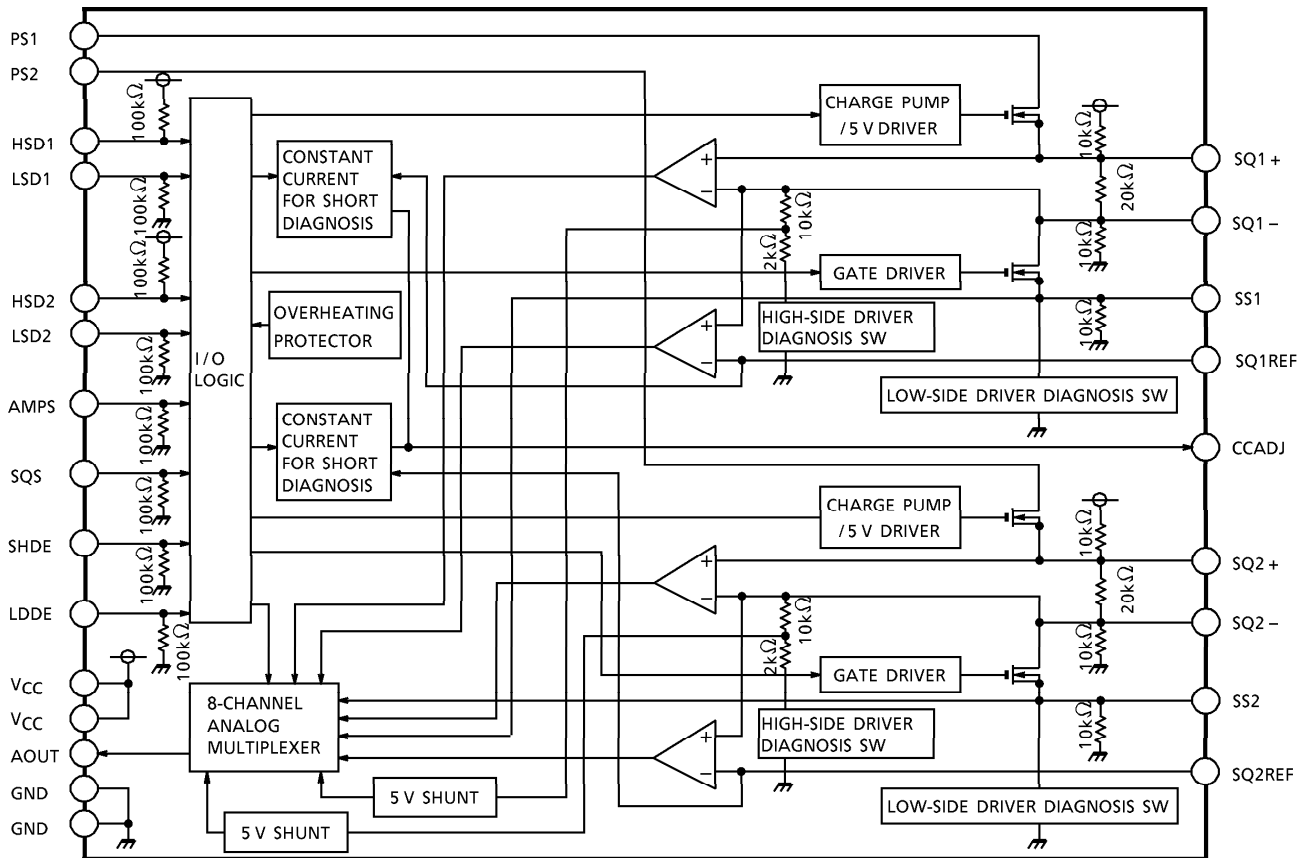 PS1
PS2
HSD1
LSD1
HSD2
LSD2
AMPS
SQS
SHDE
LDDE
VCC
VCC
AOUT
GND
GND
100kΩ
100kΩ
100kΩ
100kΩ
100kΩ
100kΩ
100kΩ
100kΩ
I/O
LOGIC
CONSTANT
CURRENT
FOR SHORT
DIAGNOSIS
OVERHEATING
PROTECTOR
CONSTANT
CURRENT
FOR SHORT
DIAGNOSIS
8-CHANNEL
ANALOG
MULTIPLEXER
5 V SHUNT
5 V SHUNT
CHARGE PUMP
/ 5 V DRIVER
+
−
10kΩ
2kΩ
GATE DRIVER
HIGH-SIDE DRIVER
DIAGNOSIS SW
+
−
LOW-SIDE DRIVER DIAGNOSIS SW
10kΩ
20kΩ
10kΩ
10kΩ
CHARGE PUMP
/5 V DRIVER
+
−
10kΩ
2kΩ
GATE DRIVER
HIGH-SIDE DRIVER
DIAGNOSIS SW
+
−
LOW-SIDE DRIVER DIAGNOSIS SW
10kΩ
20kΩ
10kΩ
10kΩ
SQ1 +
SQ1 −
SS1
SQ1REF
CCADJ
SQ2 +
SQ2 −
SS2
SQ2REF